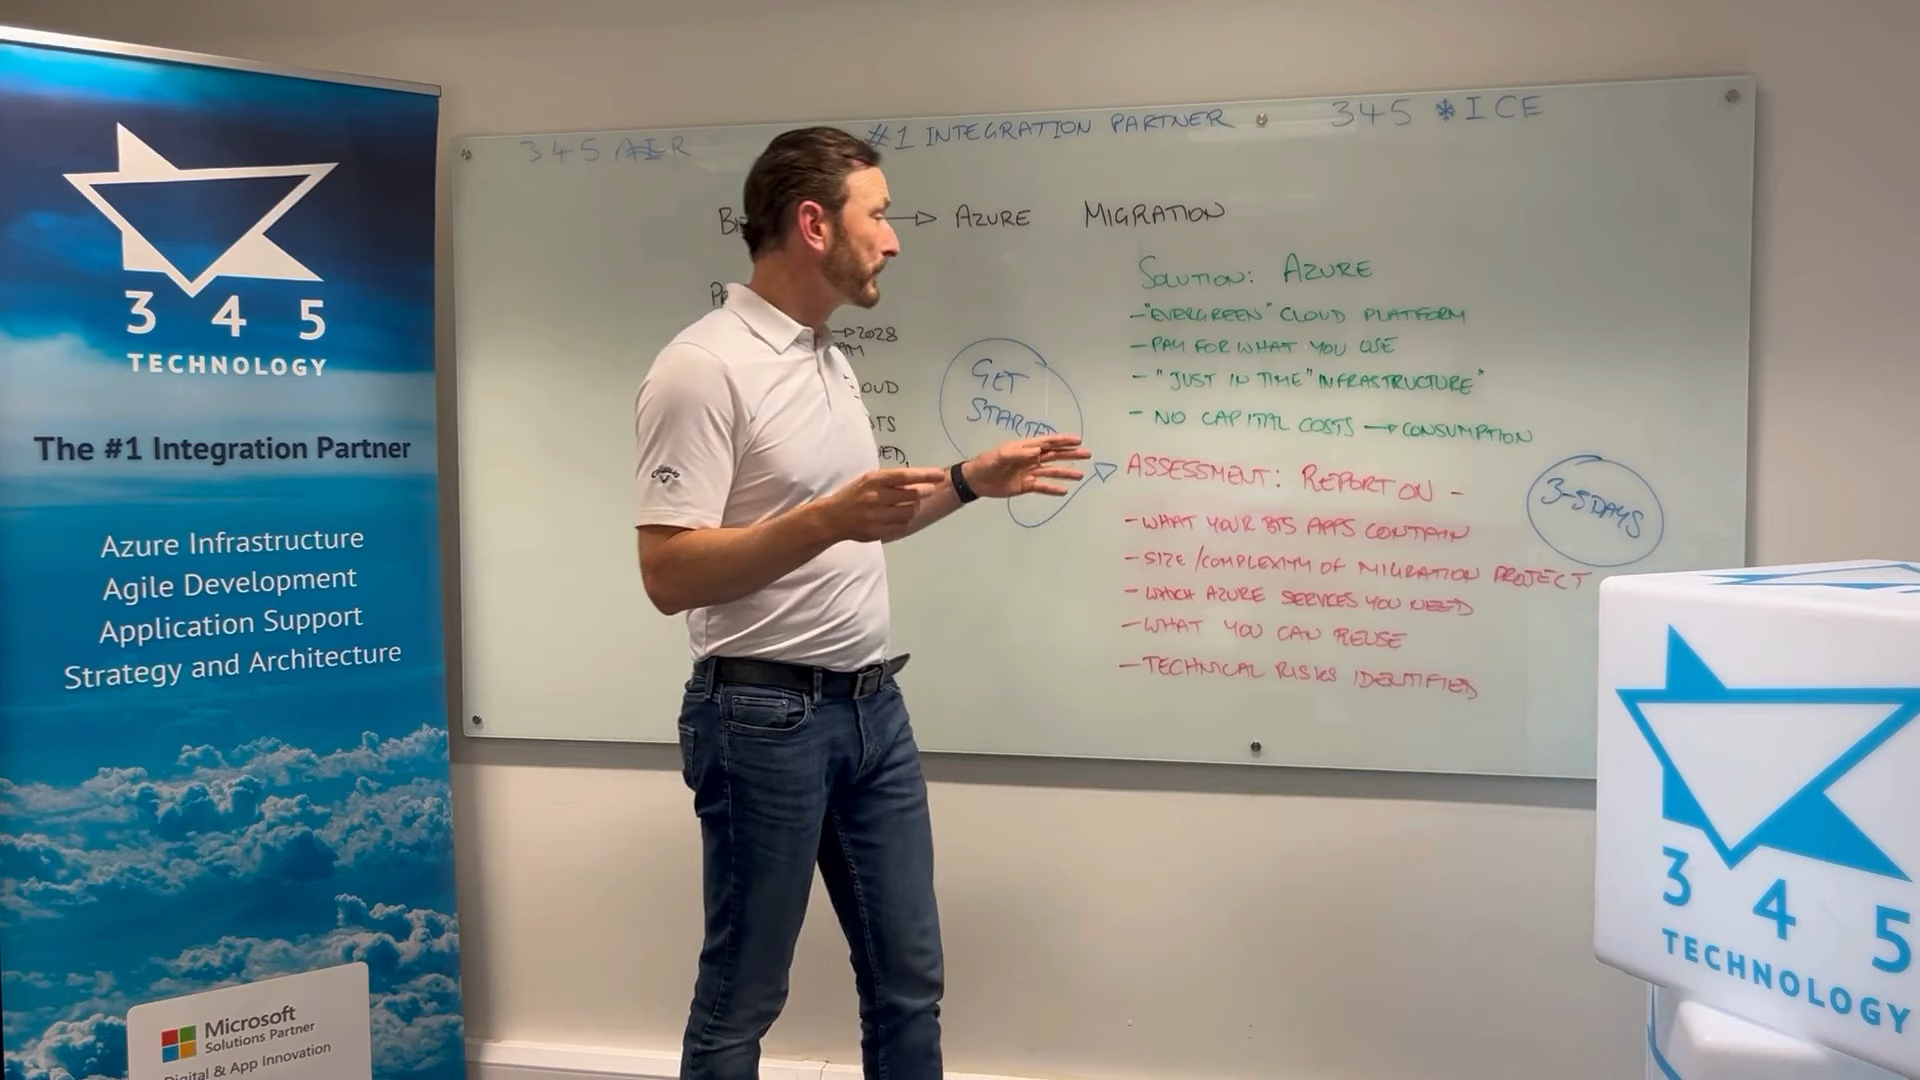 3 4 5
TECHNOLOGY
The #1 Integration Partner
Azure Infrastructure
Agile Development
Application Support
Strategy and Architecture
Microsoft
Solutions Partner
Digital & App Innovation
345 AIR
#1 INTEGRATION PARTNER
345 ICE
→ AZURE MIGRATION
→2028
GET
STARTED
SOLUTION: AZURE
- "EVERGREEN" CLOUD PLATFORM
- PAY FOR WHAT YOU USE
- "JUST IN TIME" INFRASTRUCTURE"
- NO CAPITAL COSTS → CONSUMPTION
ASSESSMENT: REPORT ON -
- WHAT YOUR BTS APPS CONTAIN
- SIZE/COMPLEXITY OF MIGRATION PROJECT
- WHICH AZURE SERVICES YOU NEED
- WHAT YOU CAN REUSE
- TECHNICAL RISKS IDENTIFIED
3-5 DAYS
3 4 5
TECHNOLOGY